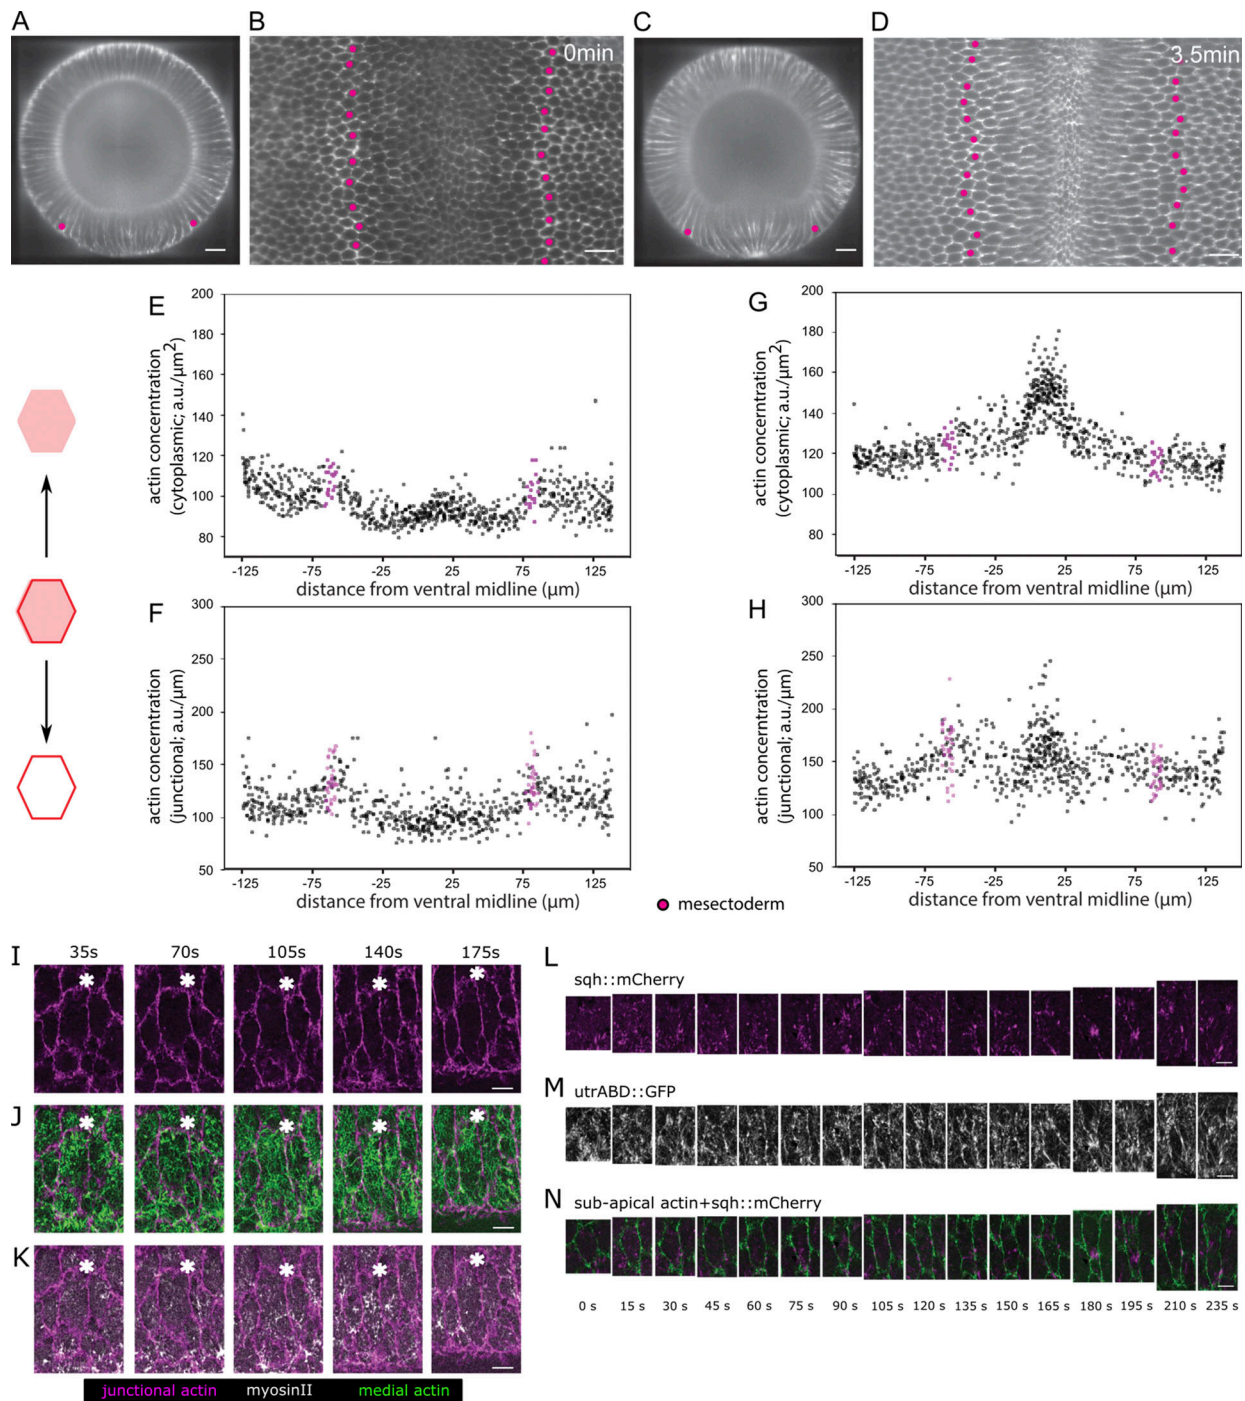 A
B
0min
C
D
3.5min
E
200
180
160
140
120
100
80
actin concentration
(cytoplasmic; a.u./µm²)
-125 -75 -25 25 75 125
distance from ventral midline (µm)
G
200
180
160
140
120
100
80
actin concentration
(cytoplasmic; a.u./µm²)
-125 -75 -25 25 75 125
distance from ventral midline (µm)
F
300
250
200
150
100
50
actin concerntration
(junctional; a.u./µm)
-125 -75 -25 25 75 125
distance from ventral midline (µm)
H
300
250
200
150
100
50
actin concerntration
(junctional; a.u./µm)
-125 -75 -25 25 75 125
distance from ventral midline (µm)
mesectoderm
I
35s 70s 105s 140s 175s
J
K
junctional actin myosinII medial actin
L
sqh::mCherry
M
utrABD::GFP
N
sub-apical actin+sqh::mCherry
0 s 15 s 30 s 45 s 60 s 75 s 90 s 105 s 120 s 135 s 150 s 165 s 180 s 195 s 210 s 235 s